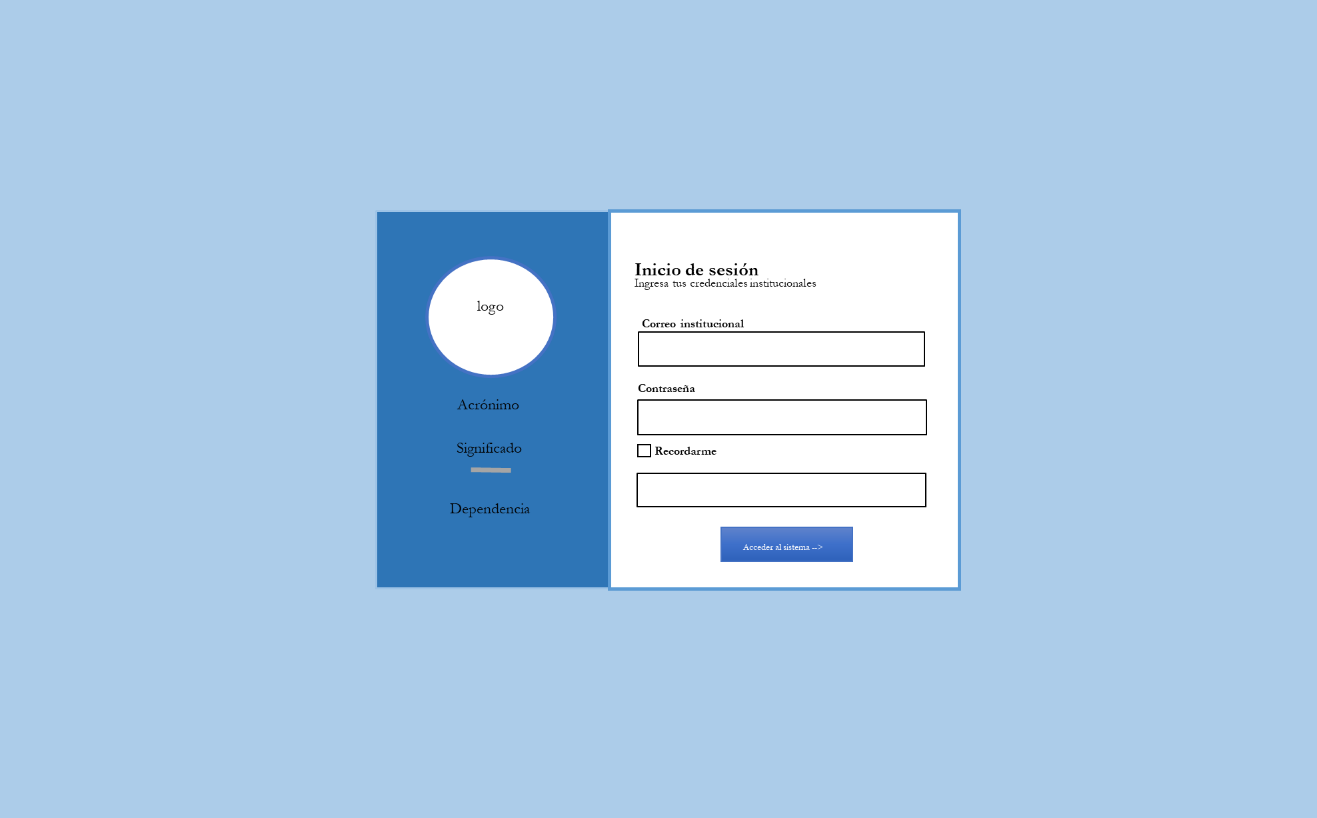 logo
Acrónimo
Significado
Dependencia
Inicio de sesión
Ingresa tus credenciales institucionales
Correo institucional
Contraseña
Recordarme
Acceder al sistema -->